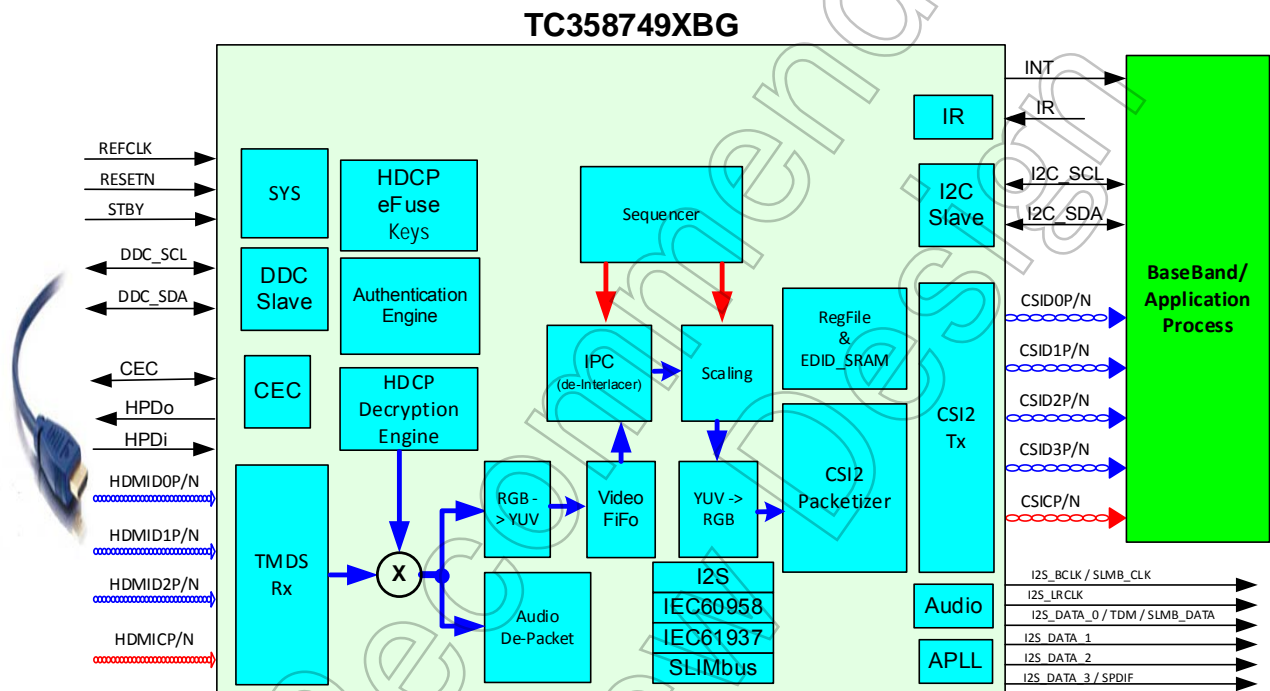 TC358749XBG
REFCLK
RESETN
STBY
DDC_SCL
DDC_SDA
CEC
HPDo
HPDi
HDMID0P/N
HDMID1P/N
HDMID2P/N
HDMICP/N
SYS
HDCP
eFuse
Keys
DDC
Slave
Authentication
Engine
CEC
HDCP
Decryption
Engine
TMDS
Rx
X
RGB -
> YUV
Audio
De-Packet
Video
FiFo
IPC
(de-Interlacer)
Sequencer
Scaling
YUV ->
RGB
I2S
IEC60958
IEC61937
SLIMbus
RegFile
&
EDID_SRAM
CSI2
Packetizer
IR
I2C
Slave
CSI2
Tx
Audio
APLL
INT
IR
I2C_SCL
I2C_SDA
CSID0P/N
CSID1P/N
CSID2P/N
CSID3P/N
CSICP/N
BaseBand/
Application
Process
I2S_BCLK / SLMB_CLK
I2S_LRCLK
I2S_DATA_0 / TDM / SLMB_DATA
I2S_DATA_1
I2S_DATA_2
I2S_DATA_3 / SPDIF